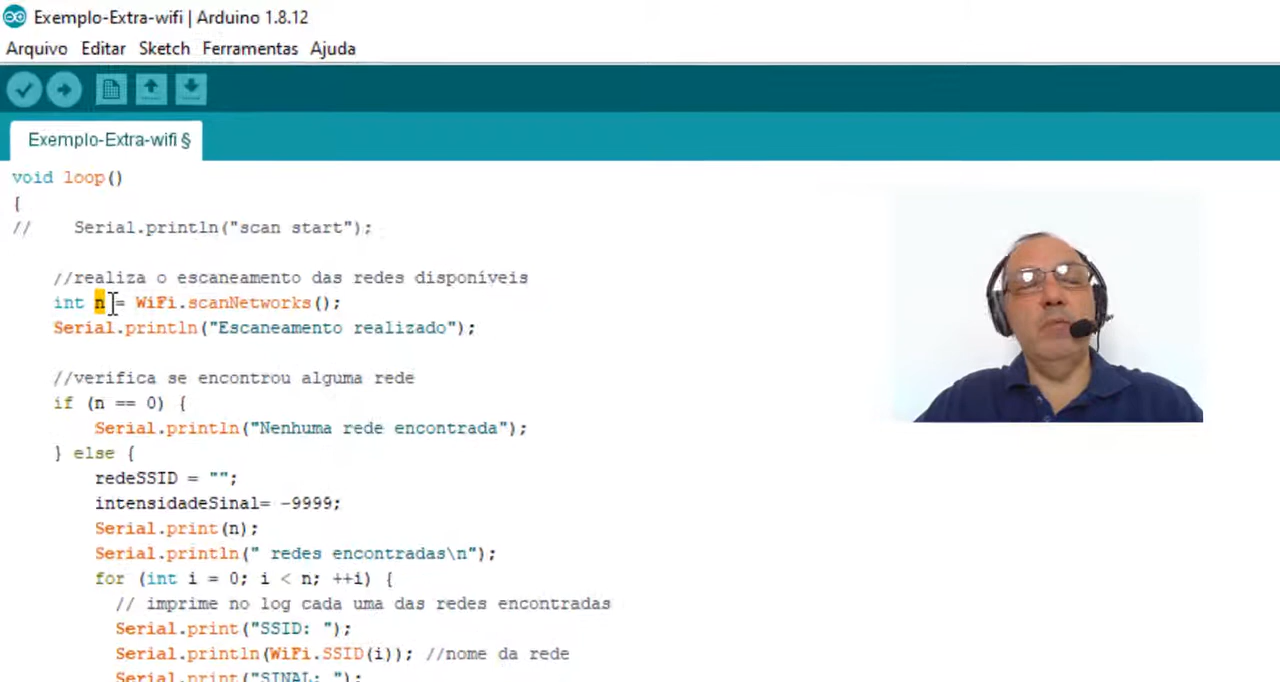 Exemplo-Extra-wifi | Arduino 1.8.12
Arquivo Editar Sketch Ferramentas Ajuda
Exemplo-Extra-wifi §
void loop()
{
//    Serial.println("scan start");
//realiza o escaneamento das redes disponíveis
int n = WiFi.scanNetworks();
Serial.println("Escaneamento realizado");
//verifica se encontrou alguma rede
if (n == 0) {
Serial.println("Nenhuma rede encontrada");
} else {
redeSSID = "";
intensidadeSinal= -9999;
Serial.print(n);
Serial.println(" redes encontradas\n");
for (int i = 0; i < n; ++i) {
// imprime no log cada uma das redes encontradas
Serial.print("SSID: ");
Serial.println(WiFi.SSID(i)); //nome da rede
Serial.print("SINAL: ");